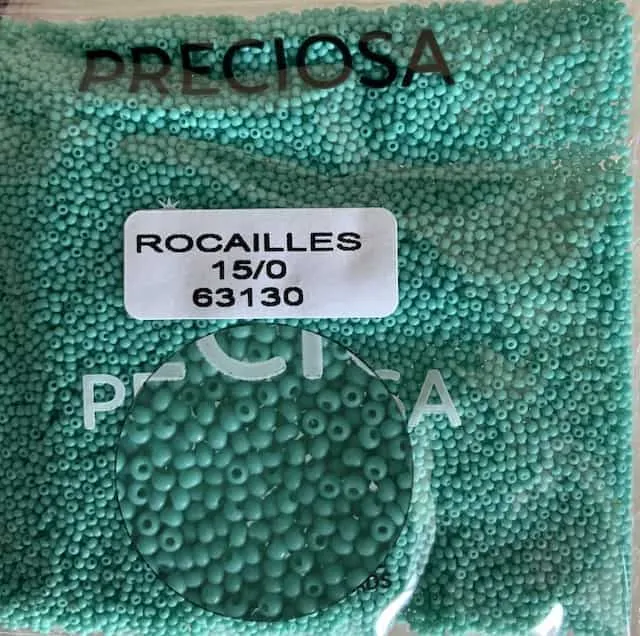 PRECIOSA
ROCAILLES
15/0
63130
PRECIOSA